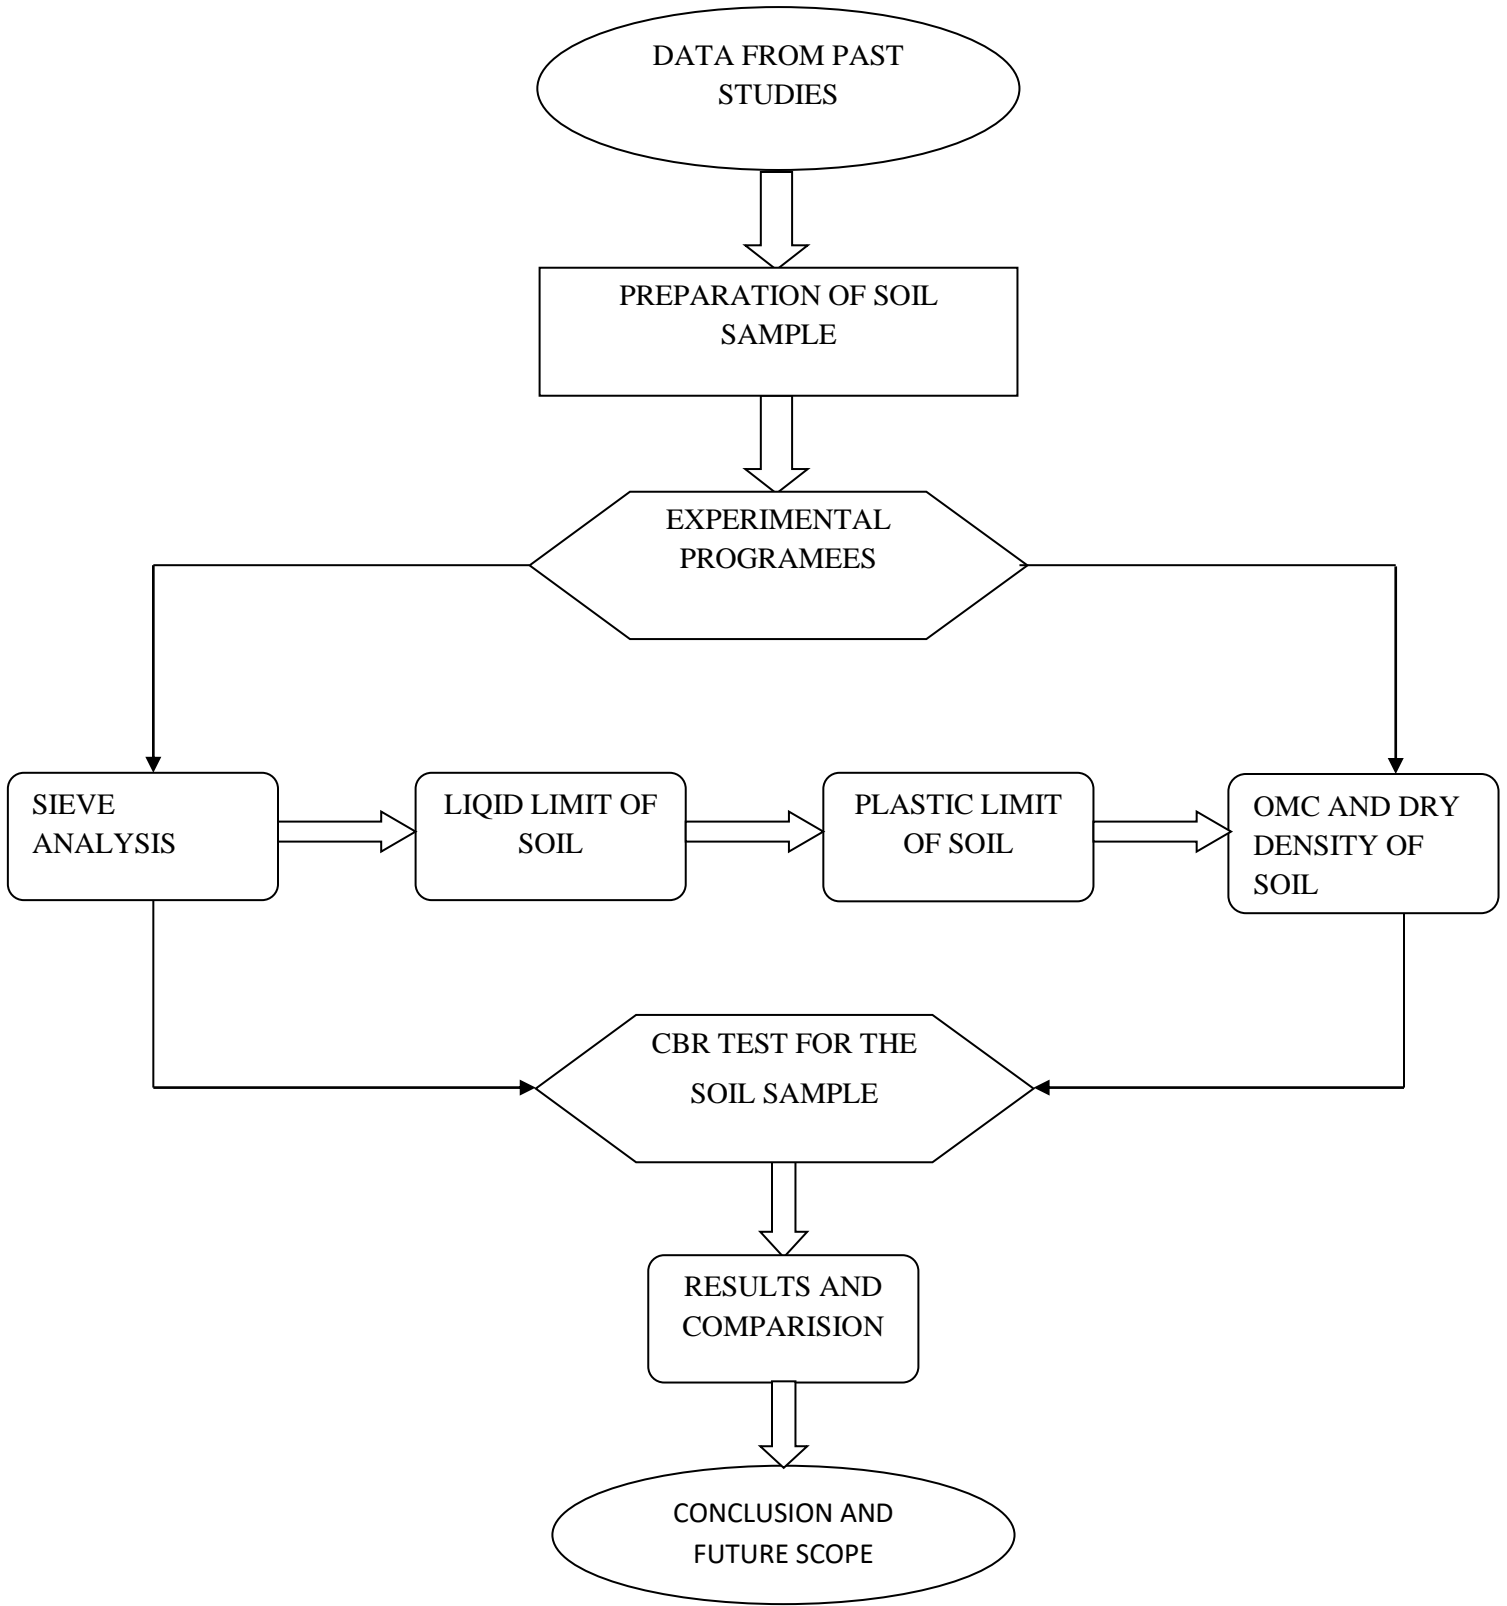 DATA FROM PAST
STUDIES
PREPARATION OF SOIL
SAMPLE
EXPERIMENTAL
PROGRAMEES
SIEVE
ANALYSIS
LIQID LIMIT OF
SOIL
PLASTIC LIMIT
OF SOIL
OMC AND DRY
DENSITY OF
SOIL
CBR TEST FOR THE
SOIL SAMPLE
RESULTS AND
COMPARISION
CONCLUSION AND
FUTURE SCOPE